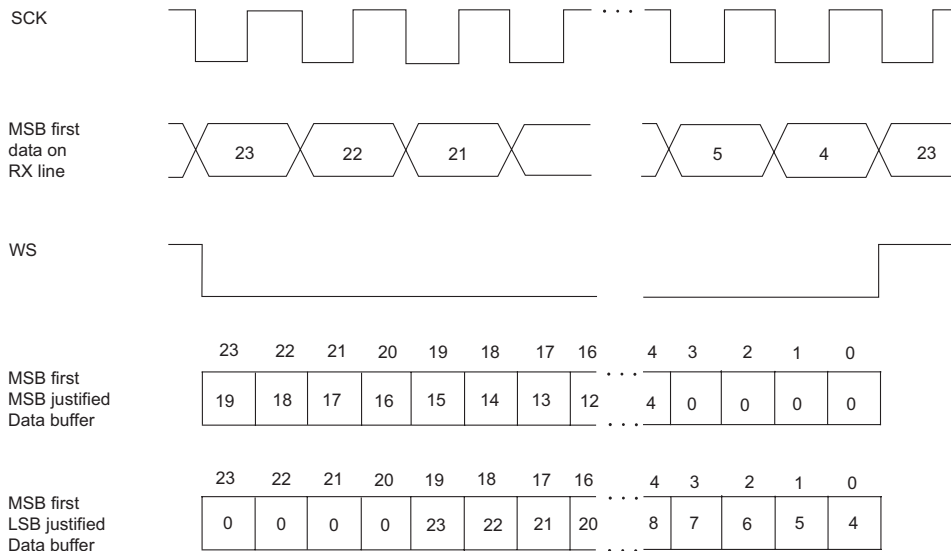 SCK
. . .
MSB first
data on
RX line
23 22 21 5 4 23
WS
23 22 21 20 19 18 17 16 4 3 2 1 0
MSB first
MSB justified
Data buffer
19 18 17 16 15 14 13 12 . . . 4 0 0 0 0
. . .
23 22 21 20 19 18 17 16 4 3 2 1 0
MSB first
LSB justified
Data buffer
0 0 0 0 23 22 21 20 . . . 8 7 6 5 4